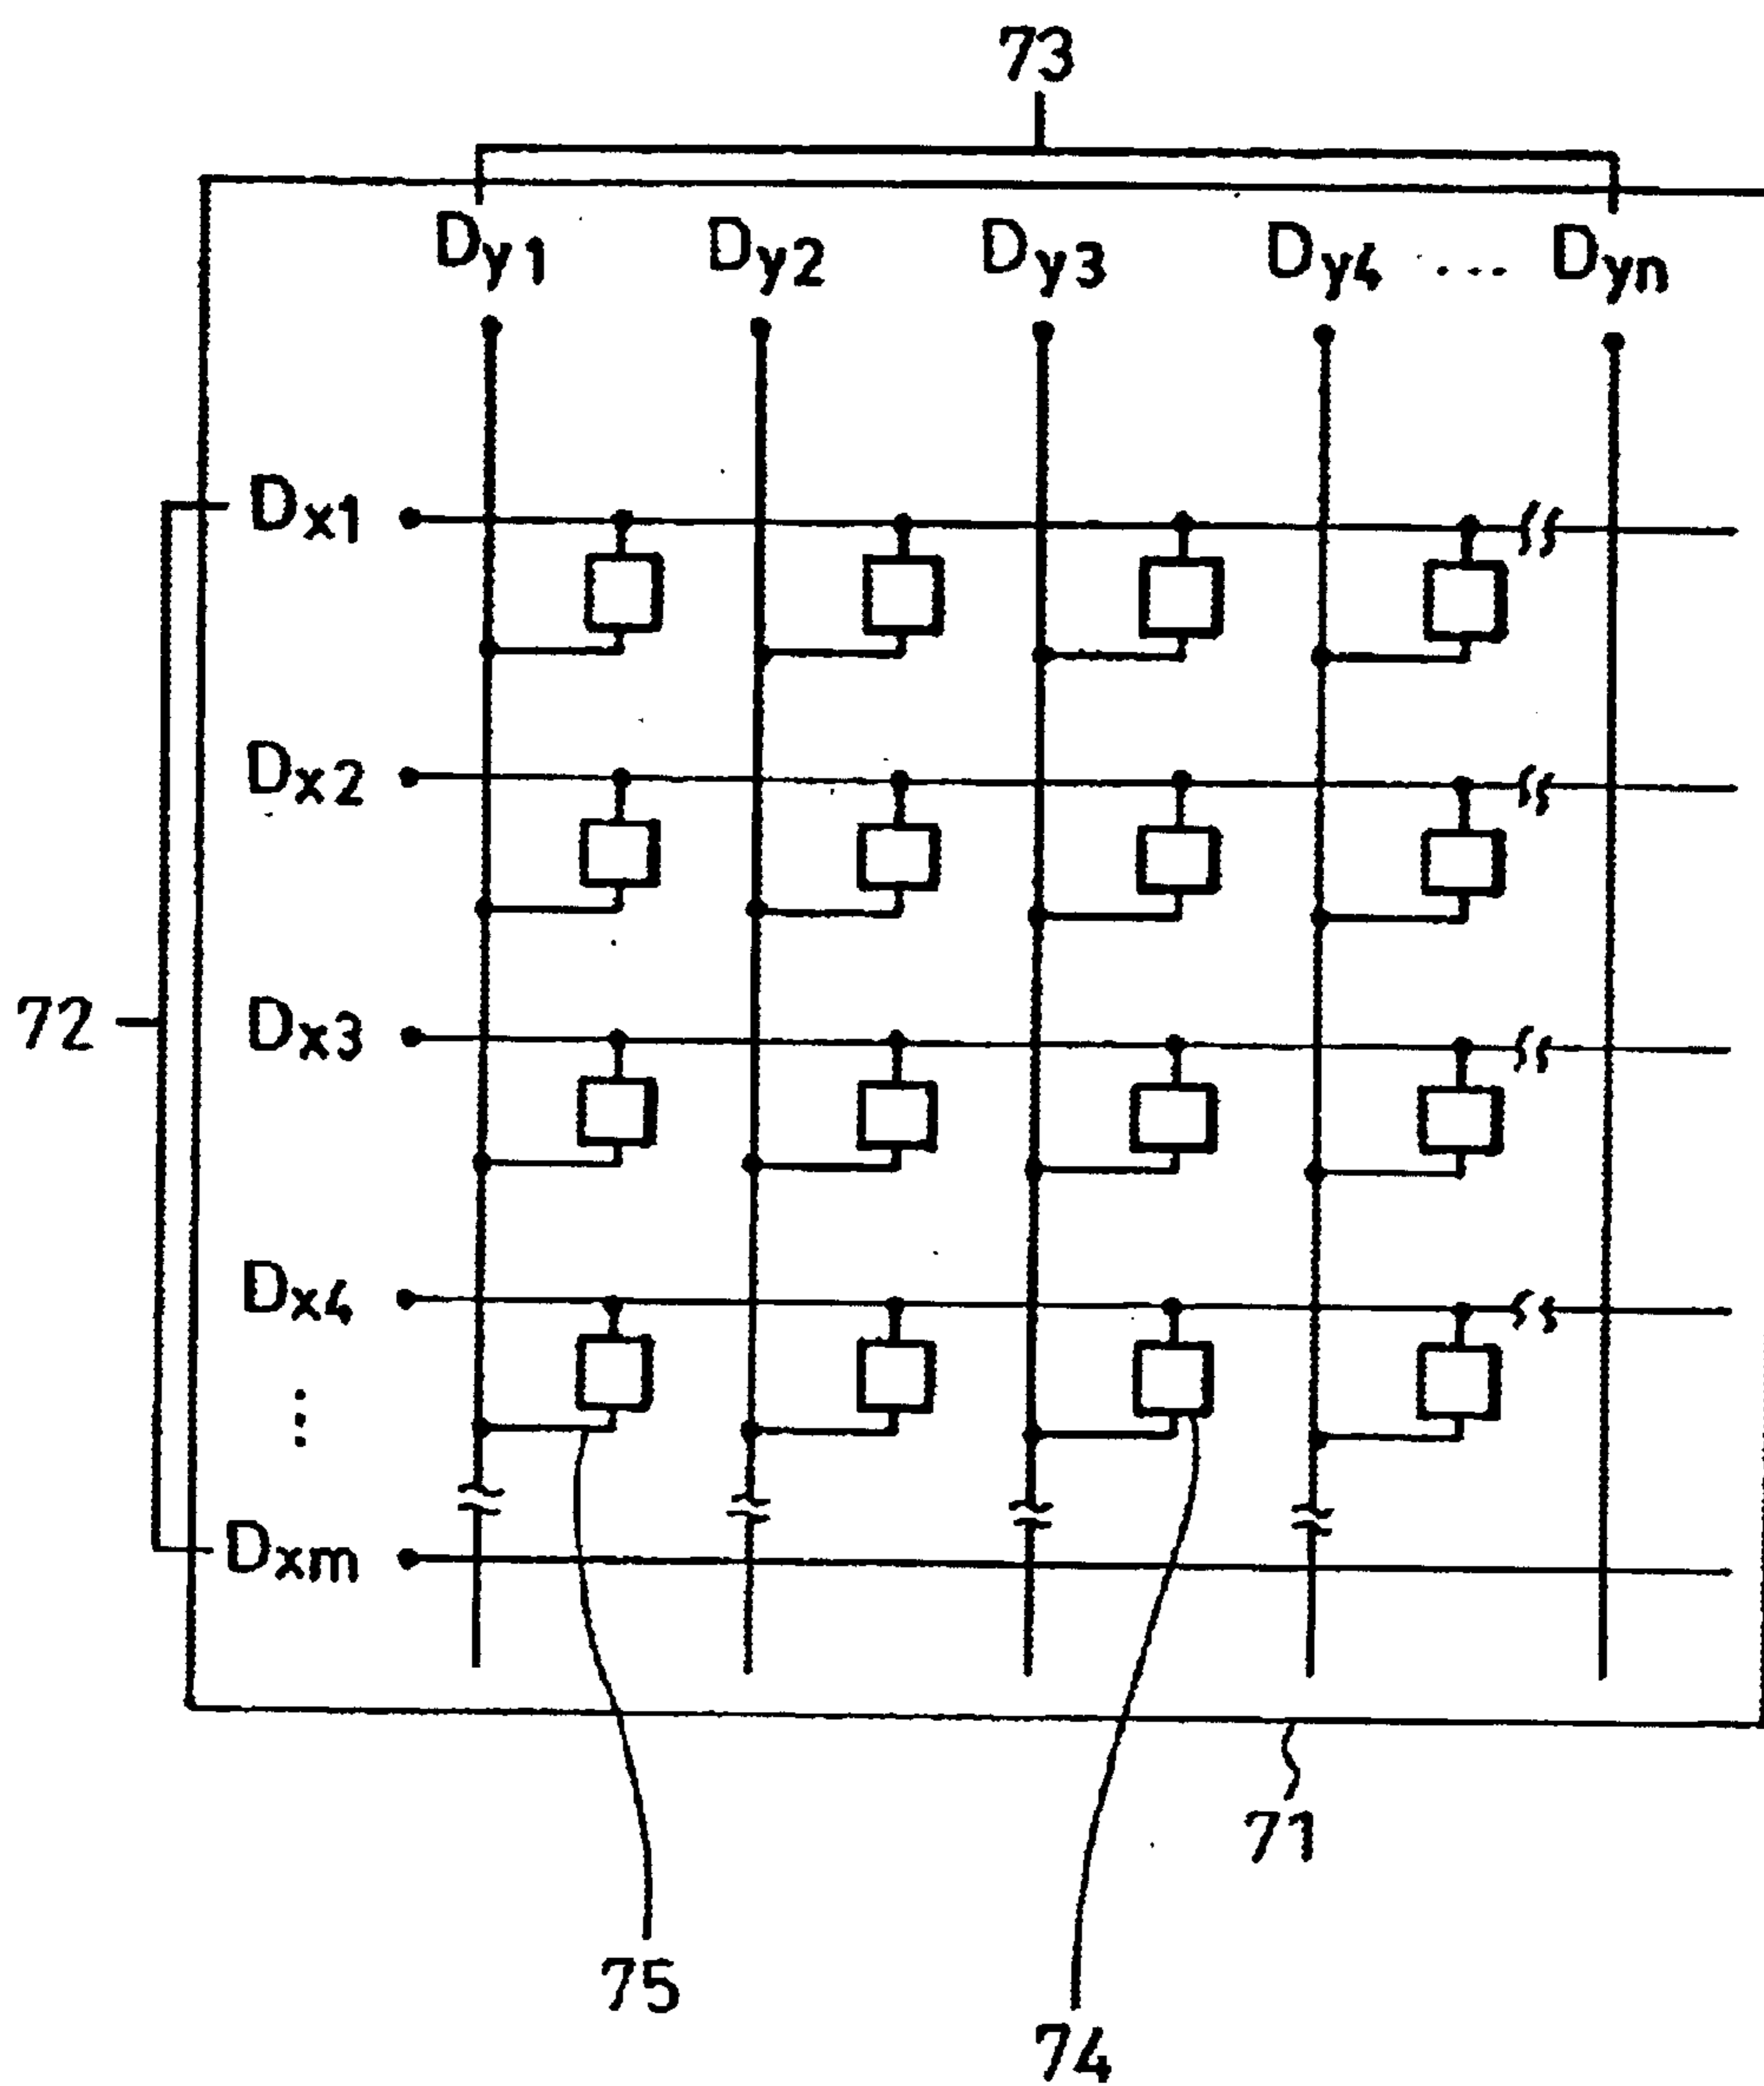 73
Dy1 Dy2 Dy3 Dy4 ... Dyn
Dx1
Dx2
72
Dx3
Dx4
⋮
Dxm
71
75
74